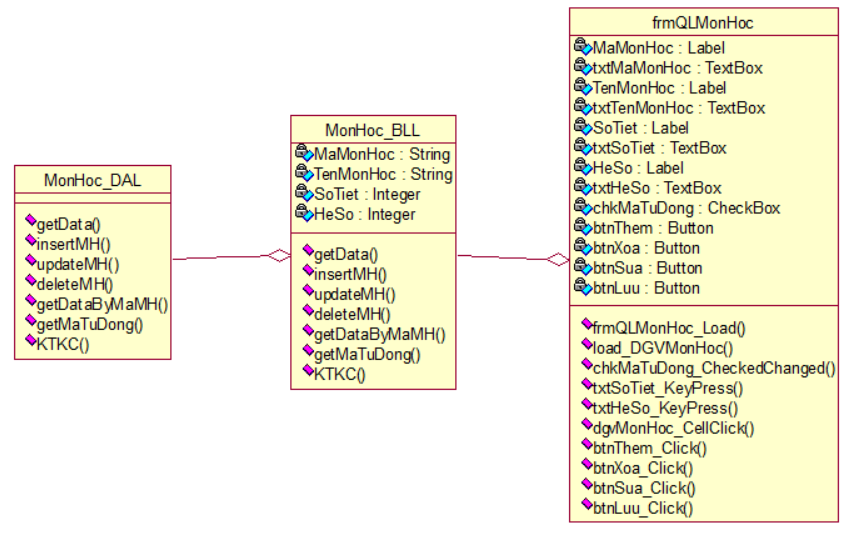 MonHoc_DAL
getData()
insertMH()
updateMH()
deleteMH()
getDataByMaMH()
getMaTuDong()
KTKC()
MonHoc_BLL
MaMonHoc : String
TenMonHoc : String
SoTiet : Integer
HeSo : Integer
getData()
insertMH()
updateMH()
deleteMH()
getDataByMaMH()
getMaTuDong()
KTKC()
frmQLMonHoc
MaMonHoc : Label
txtMaMonHoc : TextBox
TenMonHoc : Label
txtTenMonHoc : TextBox
SoTiet : Label
txtSoTiet : TextBox
HeSo : Label
txtHeSo : TextBox
chkMaTuDong : CheckBox
btnThem : Button
btnXoa : Button
btnSua : Button
btnLuu : Button
frmQLMonHoc_Load()
load_DGVMonHoc()
chkMaTuDong_CheckedChanged()
txtSoTiet_KeyPress()
txtHeSo_KeyPress()
dgvMonHoc_CellClick()
btnThem_Click()
btnXoa_Click()
btnSua_Click()
btnLuu_Click()